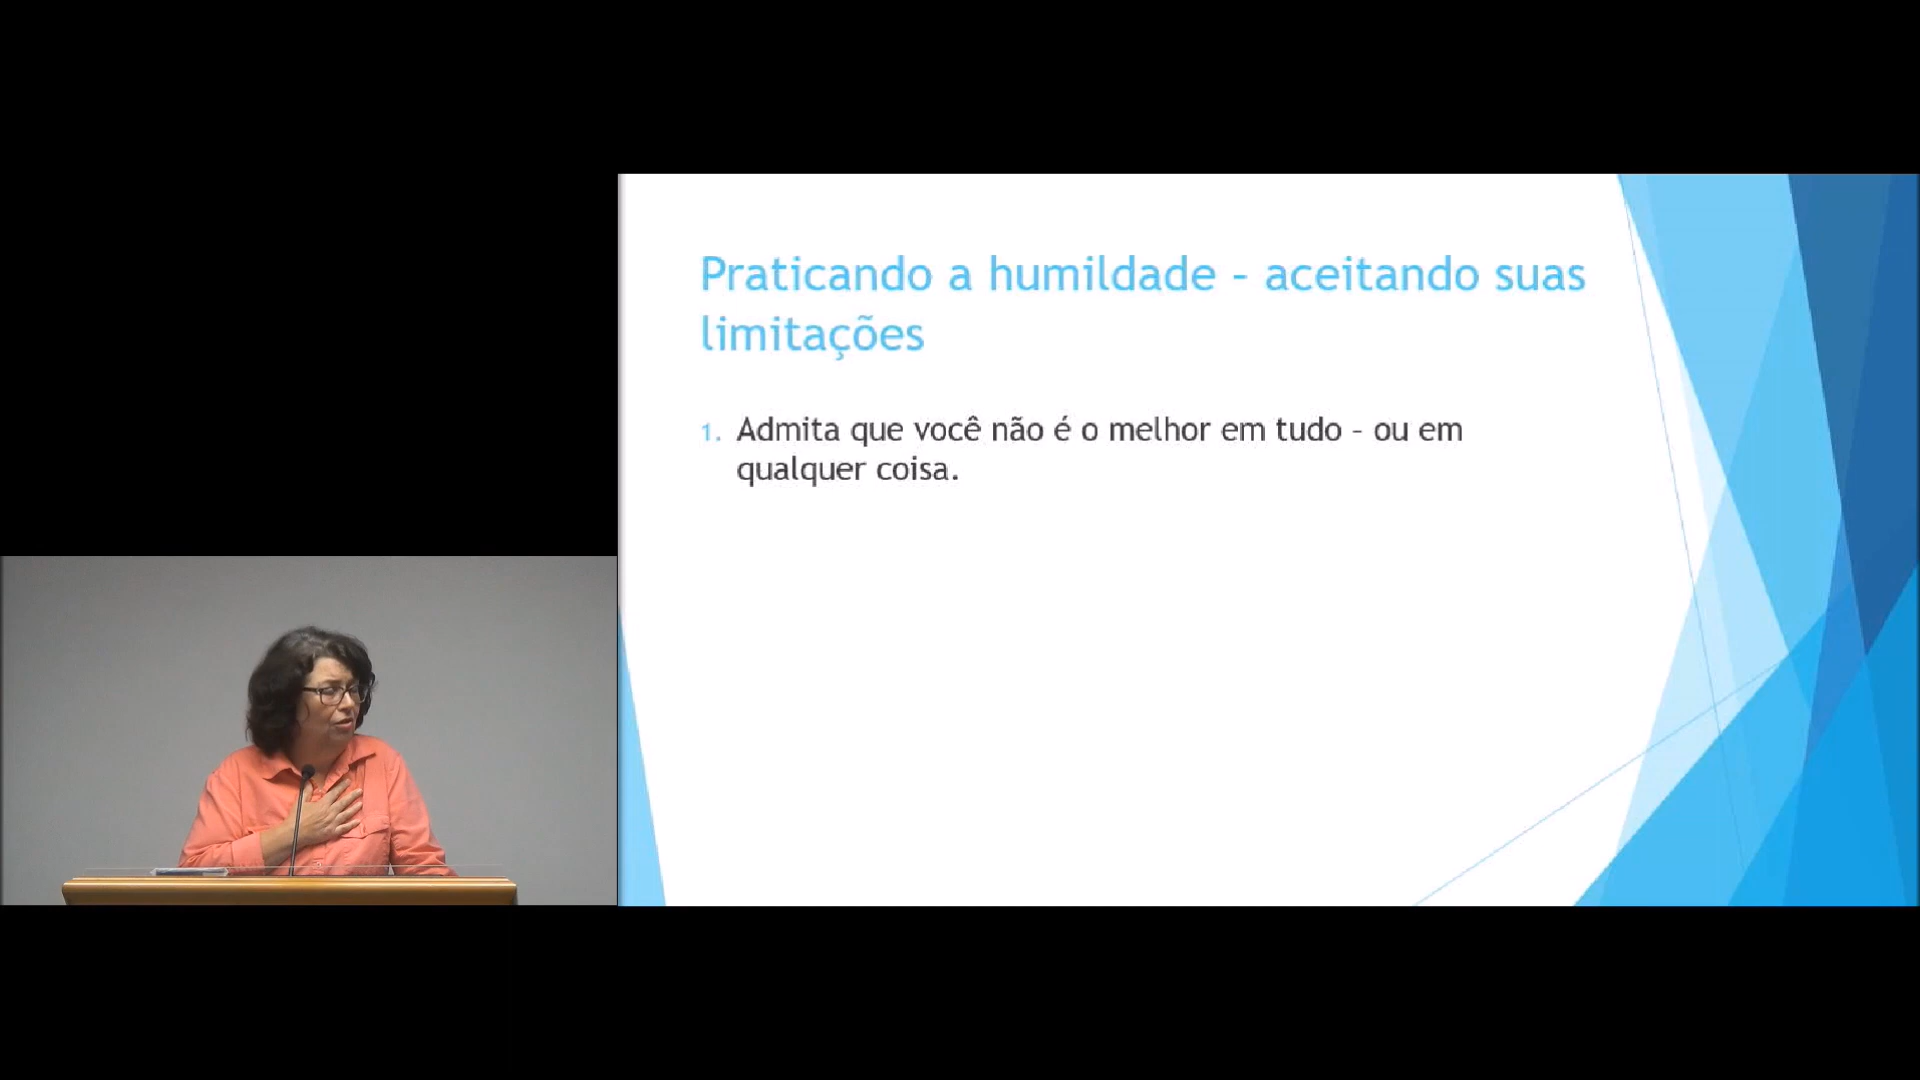 Praticando a humildade – aceitando suas
limitações
1. Admita que você não é o melhor em tudo – ou em
qualquer coisa.